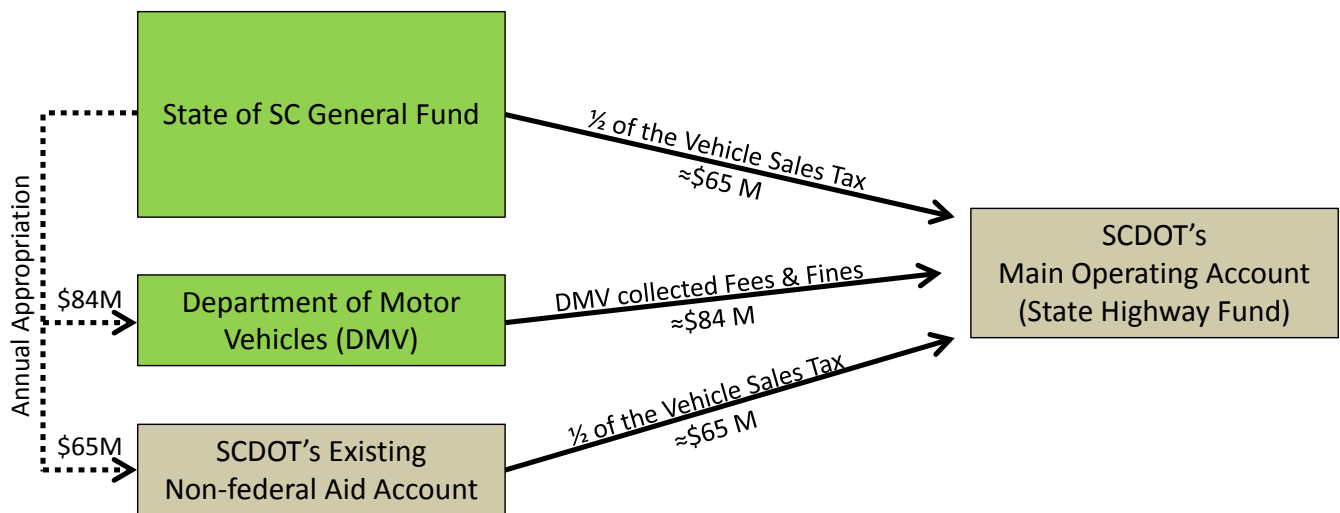 State of SC General Fund
½ of the Vehicle Sales Tax
≈$65 M
Annual Appropriation
$84M
Department of Motor
Vehicles (DMV)
DMV collected Fees & Fines
≈$84 M
SCDOT's
Main Operating Account
(State Highway Fund)
$65M
SCDOT's Existing
Non-federal Aid Account
½ of the Vehicle Sales Tax
≈$65 M